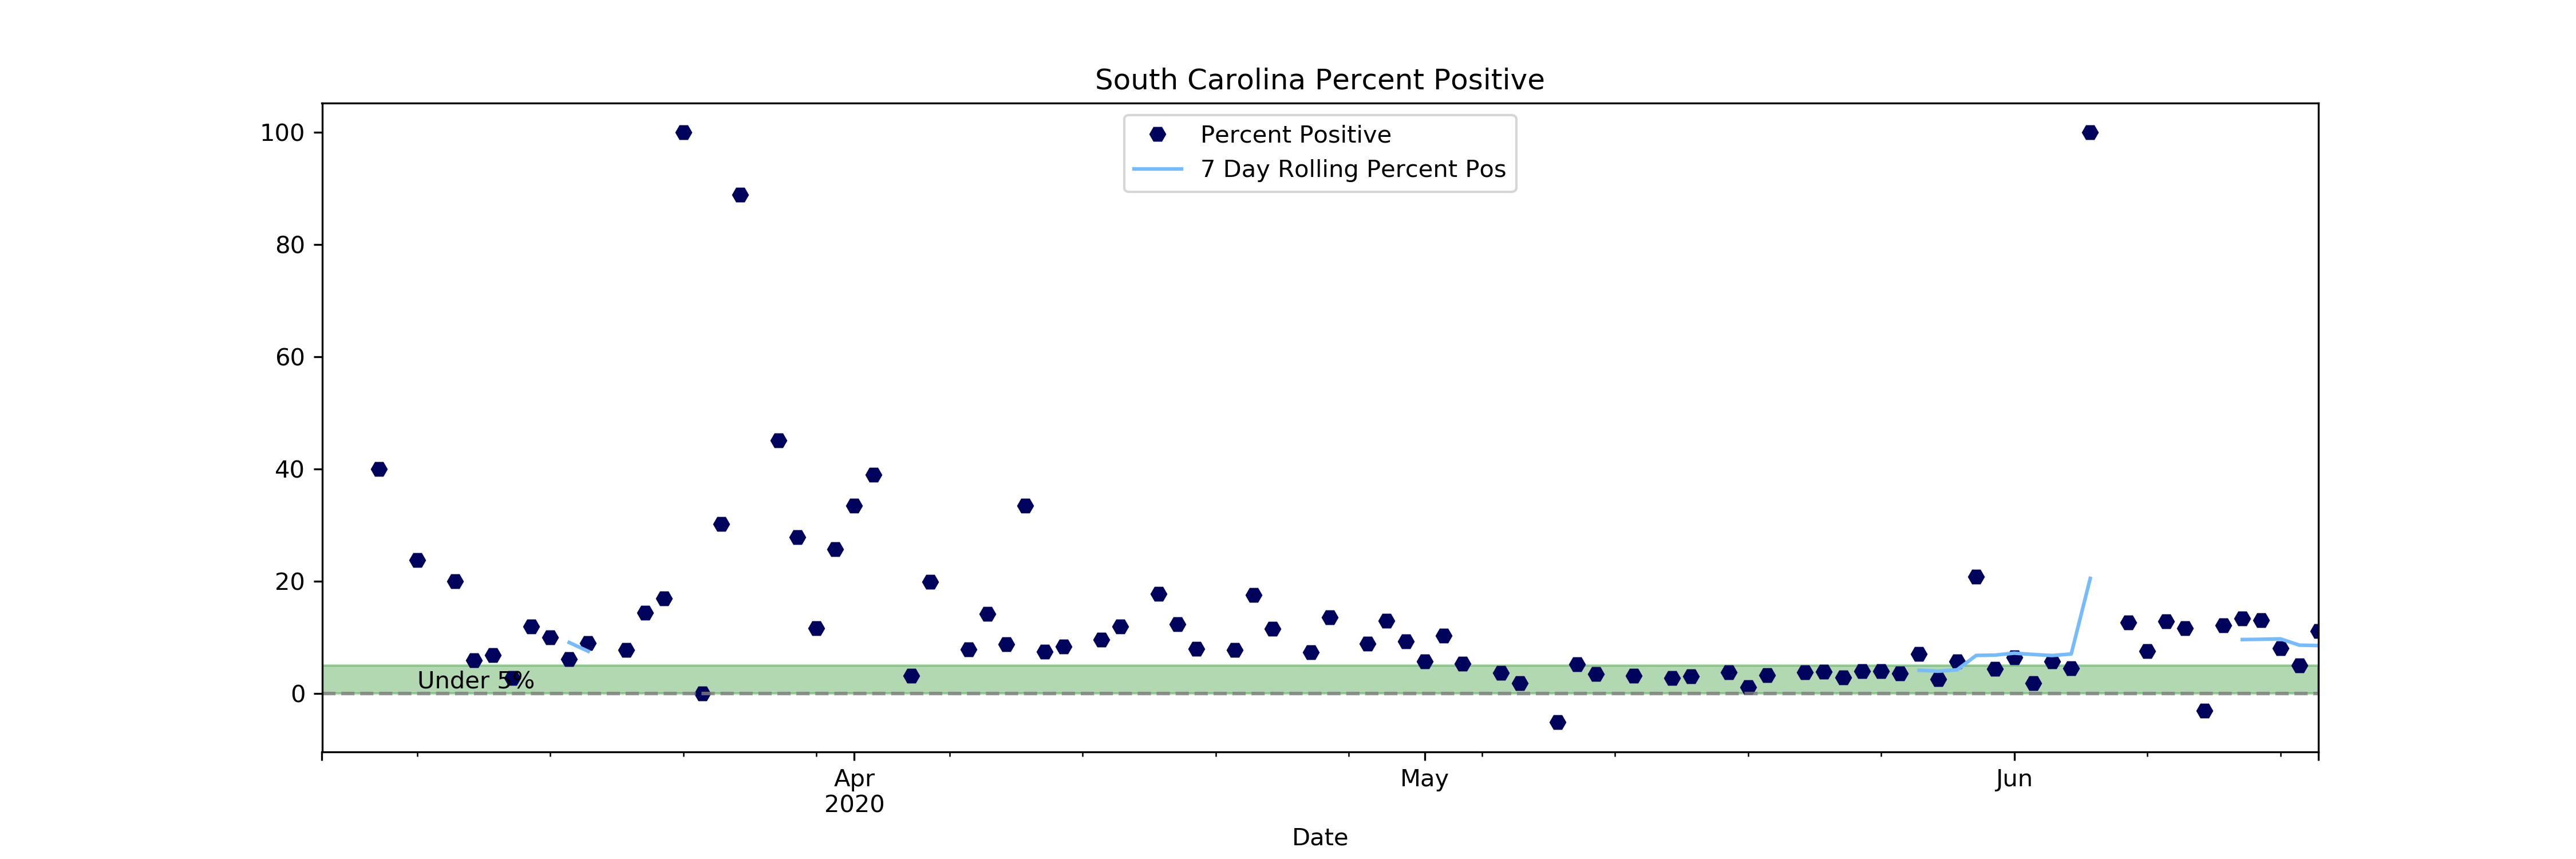 South Carolina Percent Positive
Percent Positive
7 Day Rolling Percent Pos
100
80
60
40
20
0
Under 5%
Apr
2020
May
Jun
Date